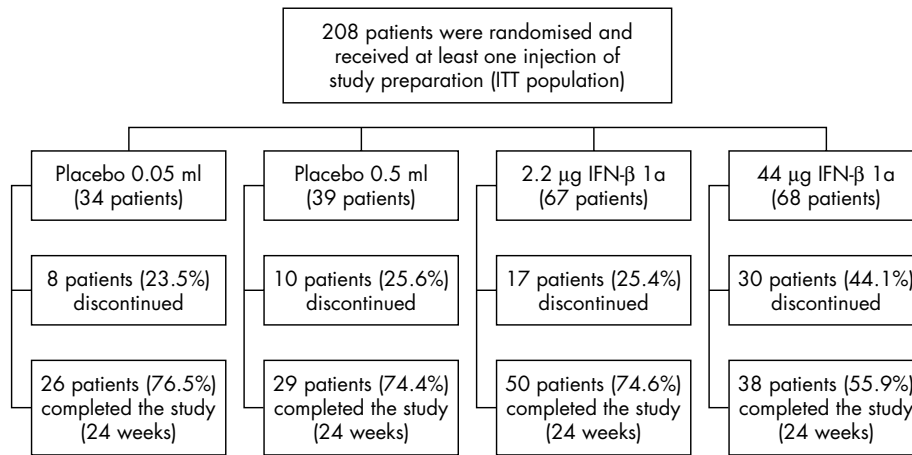 208 patients were randomised and
received at least one injection of
study preparation (ITT population)
Placebo 0.05 ml
(34 patients)
Placebo 0.5 ml
(39 patients)
2.2 μg IFN-β 1a
(67 patients)
44 μg IFN-β 1a
(68 patients)
8 patients (23.5%)
discontinued
10 patients (25.6%)
discontinued
17 patients (25.4%)
discontinued
30 patients (44.1%)
discontinued
26 patients (76.5%)
completed the study
(24 weeks)
29 patients (74.4%)
completed the study
(24 weeks)
50 patients (74.6%)
completed the study
(24 weeks)
38 patients (55.9%)
completed the study
(24 weeks)